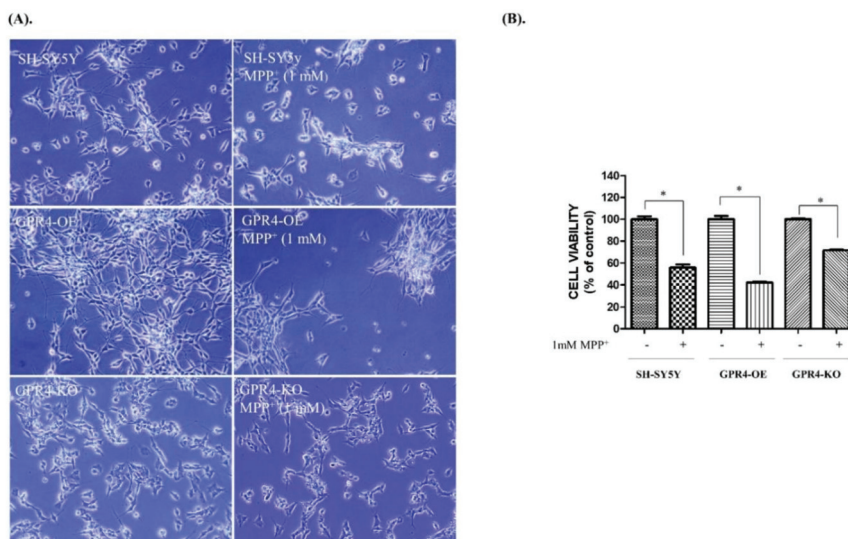 (A).
(B).
SH-SY5Y
SH-SY5y
MPP⁺ (1 mM)
GPR4-OE
GPR4-OE
MPP⁺ (1 mM)
GPR4-KO
GPR4-KO
MPP⁺ (1 mM)
CELL VIABILITY
(% of control)
140
120
100
80
60
40
20
0
* * *
1mM MPP⁺ - + - + - +
SH-SY5Y GPR4-OE GPR4-KO